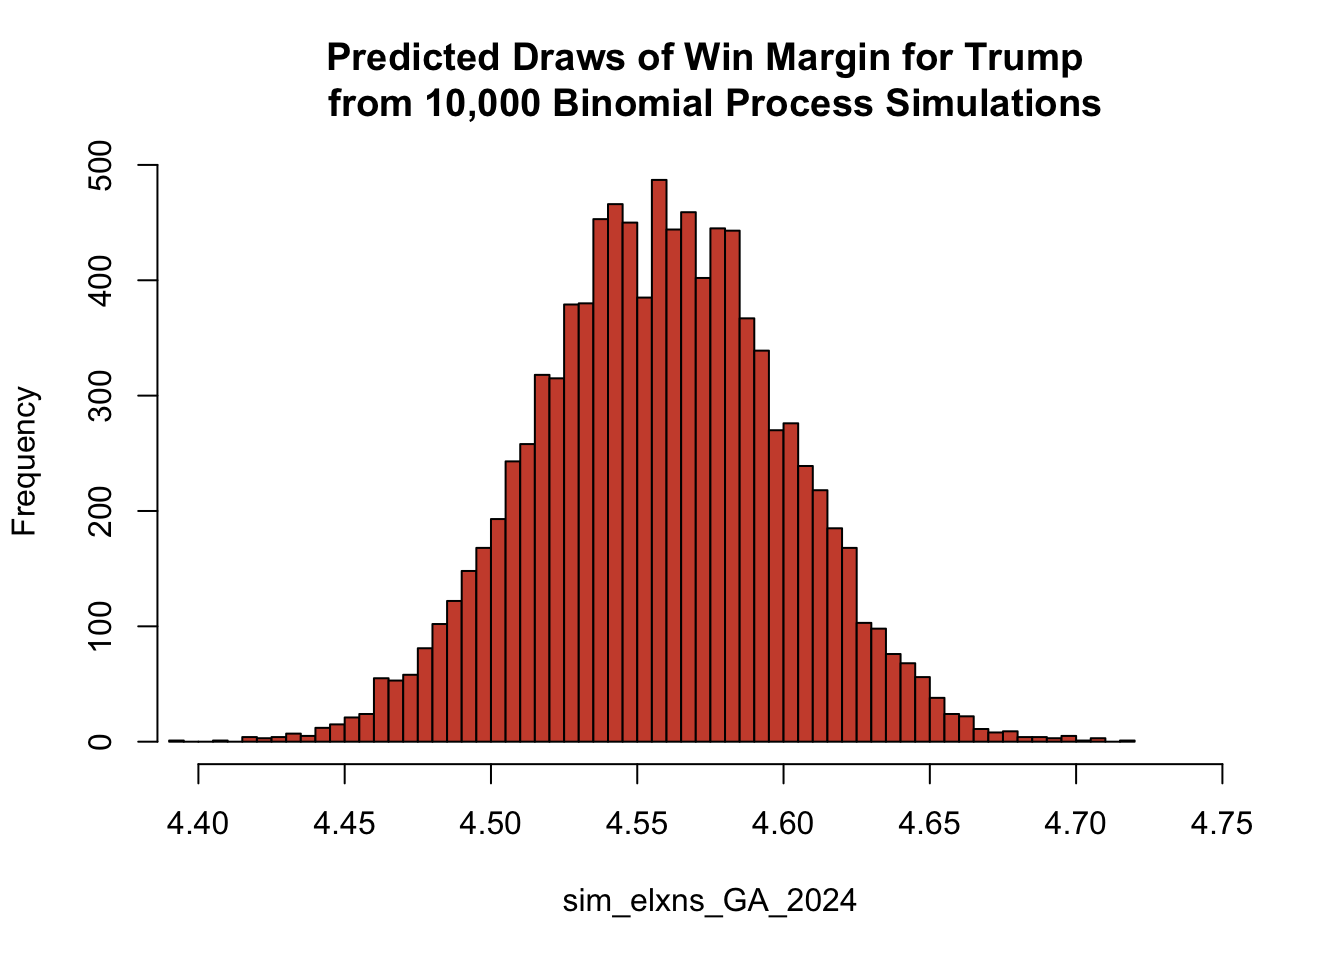 Predicted Draws of Win Margin for Trump
from 10,000 Binomial Process Simulations
Frequency
500
400
300
200
100
0
4.40 4.45 4.50 4.55 4.60 4.65 4.70 4.75
sim_elxns_GA_2024